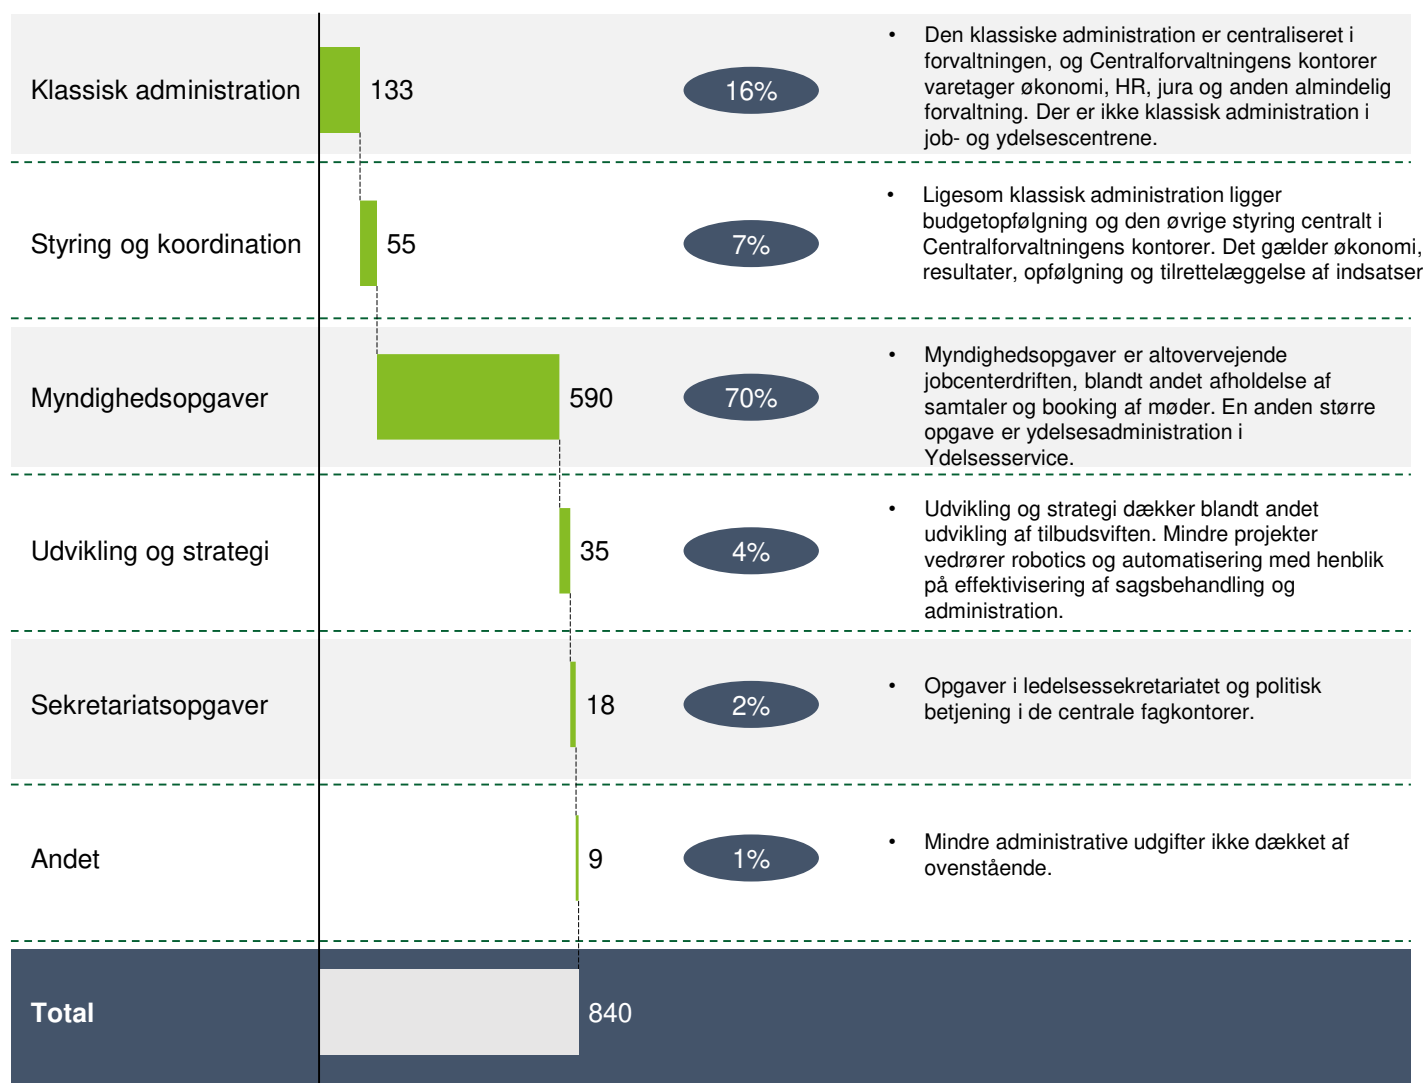 Klassisk administration
133
16%
• Den klassiske administration er centraliseret i
forvaltningen, og Centralforvaltningens kontorer
varetager økonomi, HR, jura og anden almindelig
forvaltning. Der er ikke klassisk administration i
job- og ydelsescentrene.
Styring og koordination
55
7%
• Ligesom klassisk administration ligger
budgetopfølgning og den øvrige styring centralt i
Centralforvaltningens kontorer. Det gælder økonomi,
resultater, opfølgning og tilrettelæggelse af indsatser
Myndighedsopgaver
590
70%
• Myndighedsopgaver er altovervejende
jobcenterdriften, blandt andet afholdelse af
samtaler og booking af møder. En anden større
opgave er ydelsesadministration i
Ydelsesservice.
Udvikling og strategi
35
4%
• Udvikling og strategi dækker blandt andet
udvikling af tilbudsviften. Mindre projekter
vedrører robotics og automatisering med henblik
på effektivisering af sagsbehandling og
administration.
Sekretariatsopgaver
18
2%
• Opgaver i ledelsessekretariatet og politisk
betjening i de centrale fagkontorer.
Andet
9
1%
• Mindre administrative udgifter ikke dækket af
ovenstående.
Total
840